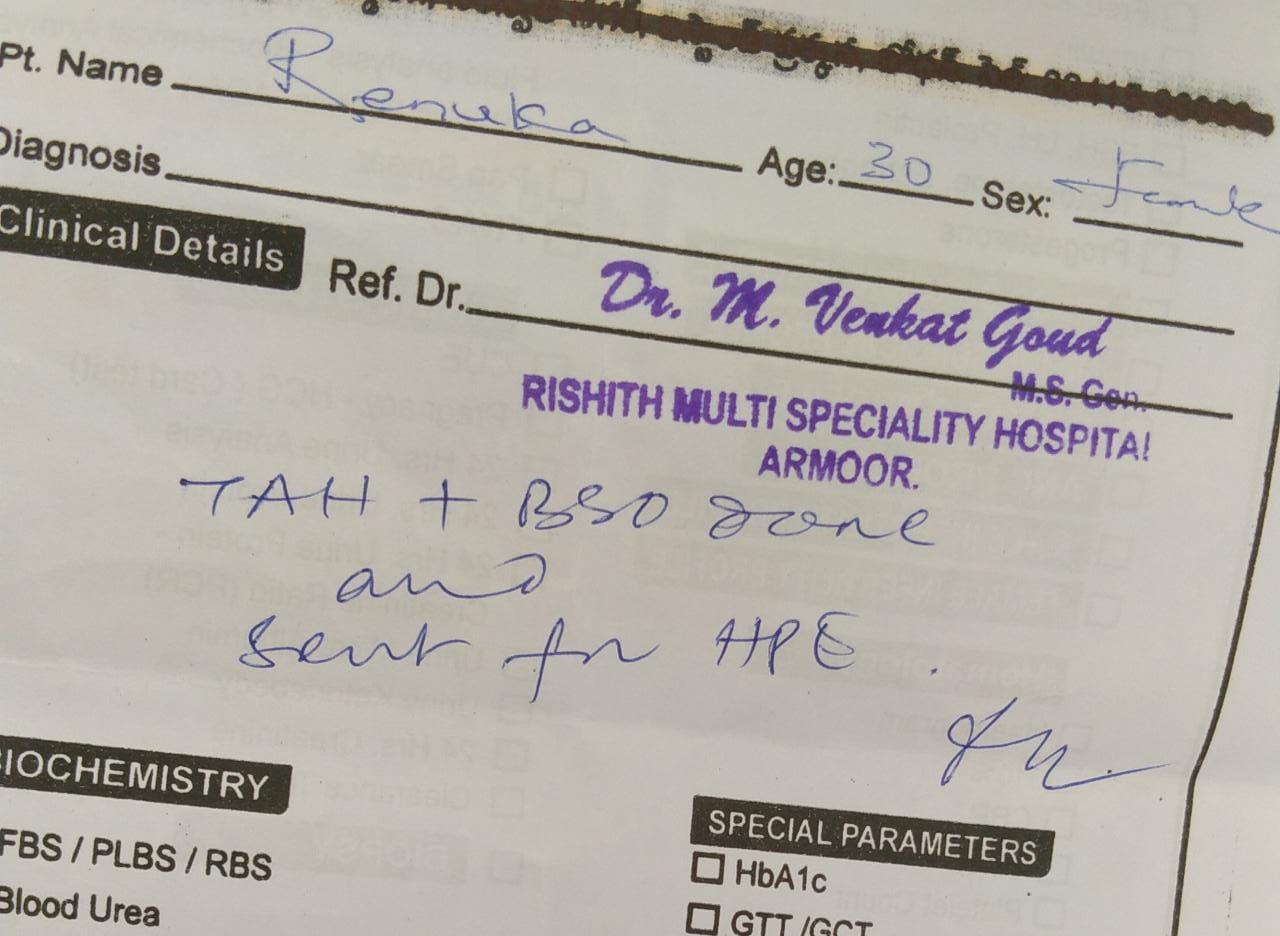 Pt. Name Renuka Age: 30 Sex: Female
Diagnosis
Clinical Details
Ref. Dr. Dr. M. Venkat Goud
M.S. Gen.
RISHITH MULTI SPECIALITY HOSPITAL
ARMOOR.
TAH + BSO done
and
sent for HPE.
BIOCHEMISTRY
FBS / PLBS / RBS
Blood Urea
SPECIAL PARAMETERS
HbA1c
GTT /GCT